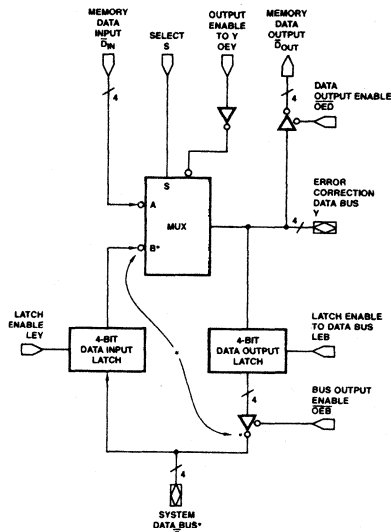 MEMORY
DATA
INPUT
D̅IN
SELECT
S
OUTPUT
ENABLE
TO Y
OEY
MEMORY
DATA
OUTPUT
D̅OUT
4
4
DATA
OUTPUT ENABLE
O̅E̅D̅
S
A
MUX
B*
ERROR
CORRECTION
DATA BUS
Y
4
LATCH
ENABLE
LEY
4-BIT
DATA INPUT
LATCH
*
4-BIT
DATA OUTPUT
LATCH
LATCH ENABLE
TO DATA BUS
LEB
4
*
BUS OUTPUT
ENABLE
O̅E̅B̅
4
SYSTEM
DATA BUS*